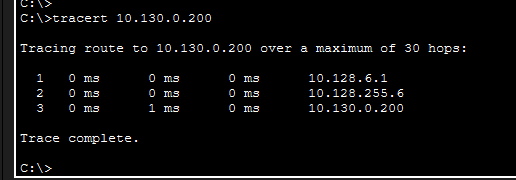 C:\>
C:\>tracert 10.130.0.200
Tracing route to 10.130.0.200 over a maximum of 30 hops:
1 0 ms 0 ms 0 ms 10.128.6.1
2 0 ms 0 ms 0 ms 10.128.255.6
3 0 ms 1 ms 0 ms 10.130.0.200
Trace complete.
C:\>